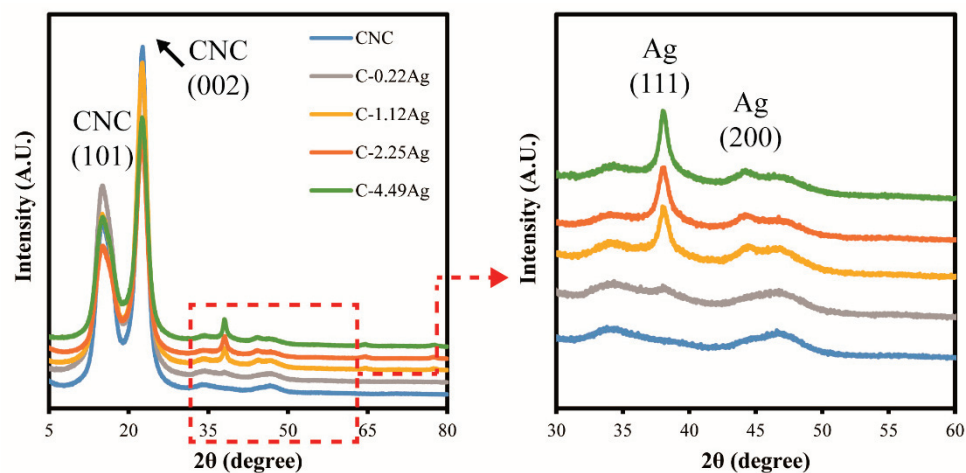 CNC
(002)
CNC
(101)
CNC
C-0.22Ag
C-1.12Ag
C-2.25Ag
C-4.49Ag
Intensity (A.U.)
5
20
35
50
65
80
2θ (degree)
Ag
(111)
Ag
(200)
Intensity (A.U.)
30
35
40
45
50
55
60
2θ (degree)